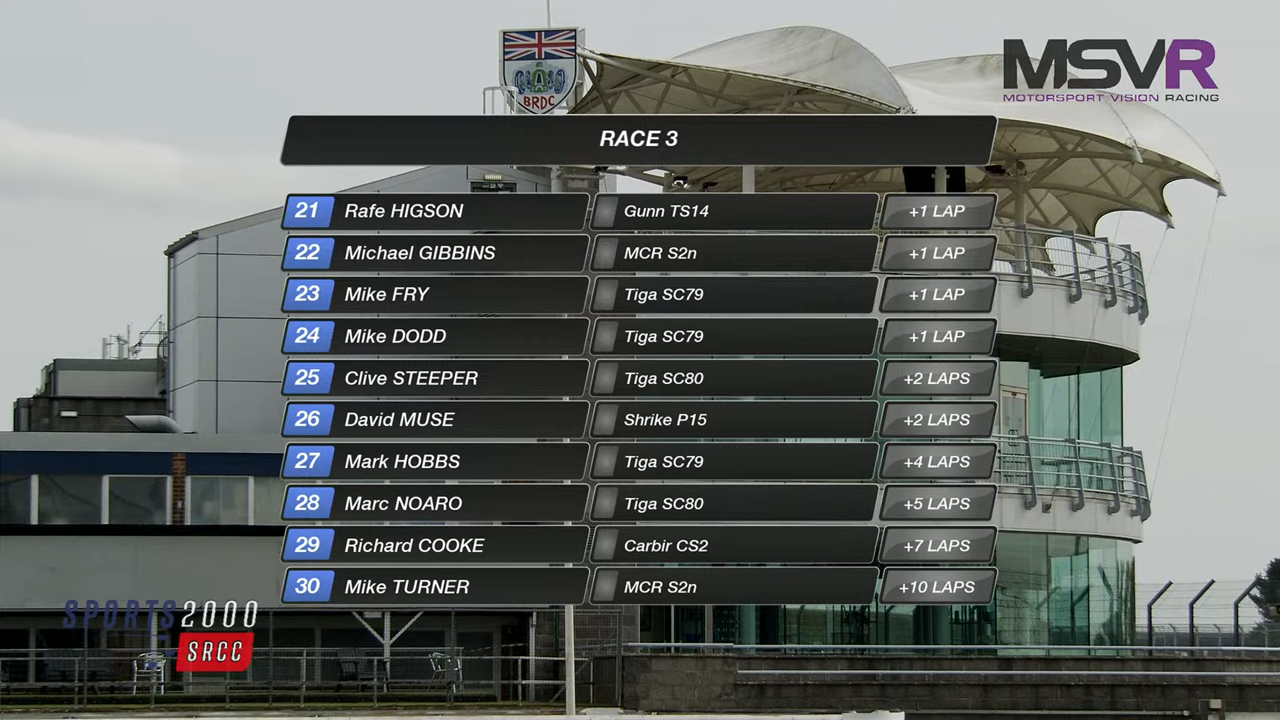 BRDC
MSVR
MOTORSPORT VISION RACING
RACE 3
21 Rafe HIGSON Gunn TS14 +1 LAP
22 Michael GIBBINS MCR S2n +1 LAP
23 Mike FRY Tiga SC79 +1 LAP
24 Mike DODD Tiga SC79 +1 LAP
25 Clive STEEPER Tiga SC80 +2 LAPS
26 David MUSE Shrike P15 +2 LAPS
27 Mark HOBBS Tiga SC79 +4 LAPS
28 Marc NOARO Tiga SC80 +5 LAPS
29 Richard COOKE Carbir CS2 +7 LAPS
30 Mike TURNER MCR S2n +10 LAPS
SPORTS2000
SRCC